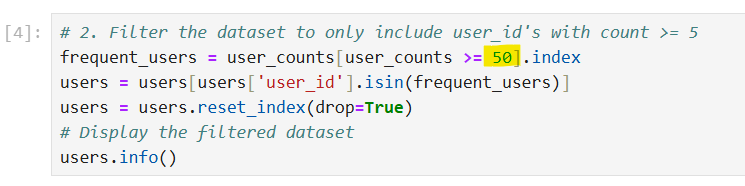 [4]: # 2. Filter the dataset to only include user_id's with count >= 5
frequent_users = user_counts[user_counts >= 50].index
users = users[users['user_id'].isin(frequent_users)]
users = users.reset_index(drop=True)
# Display the filtered dataset
users.info()